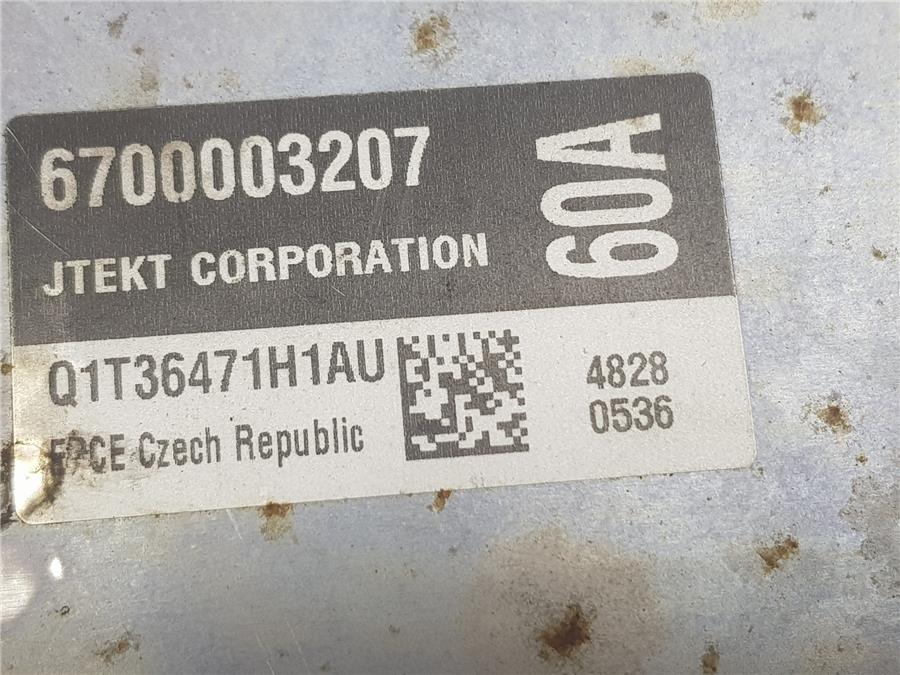 6700003207
60A
JTEKT CORPORATION
Q1T36471H1AU
4828
0536
Czech Republic